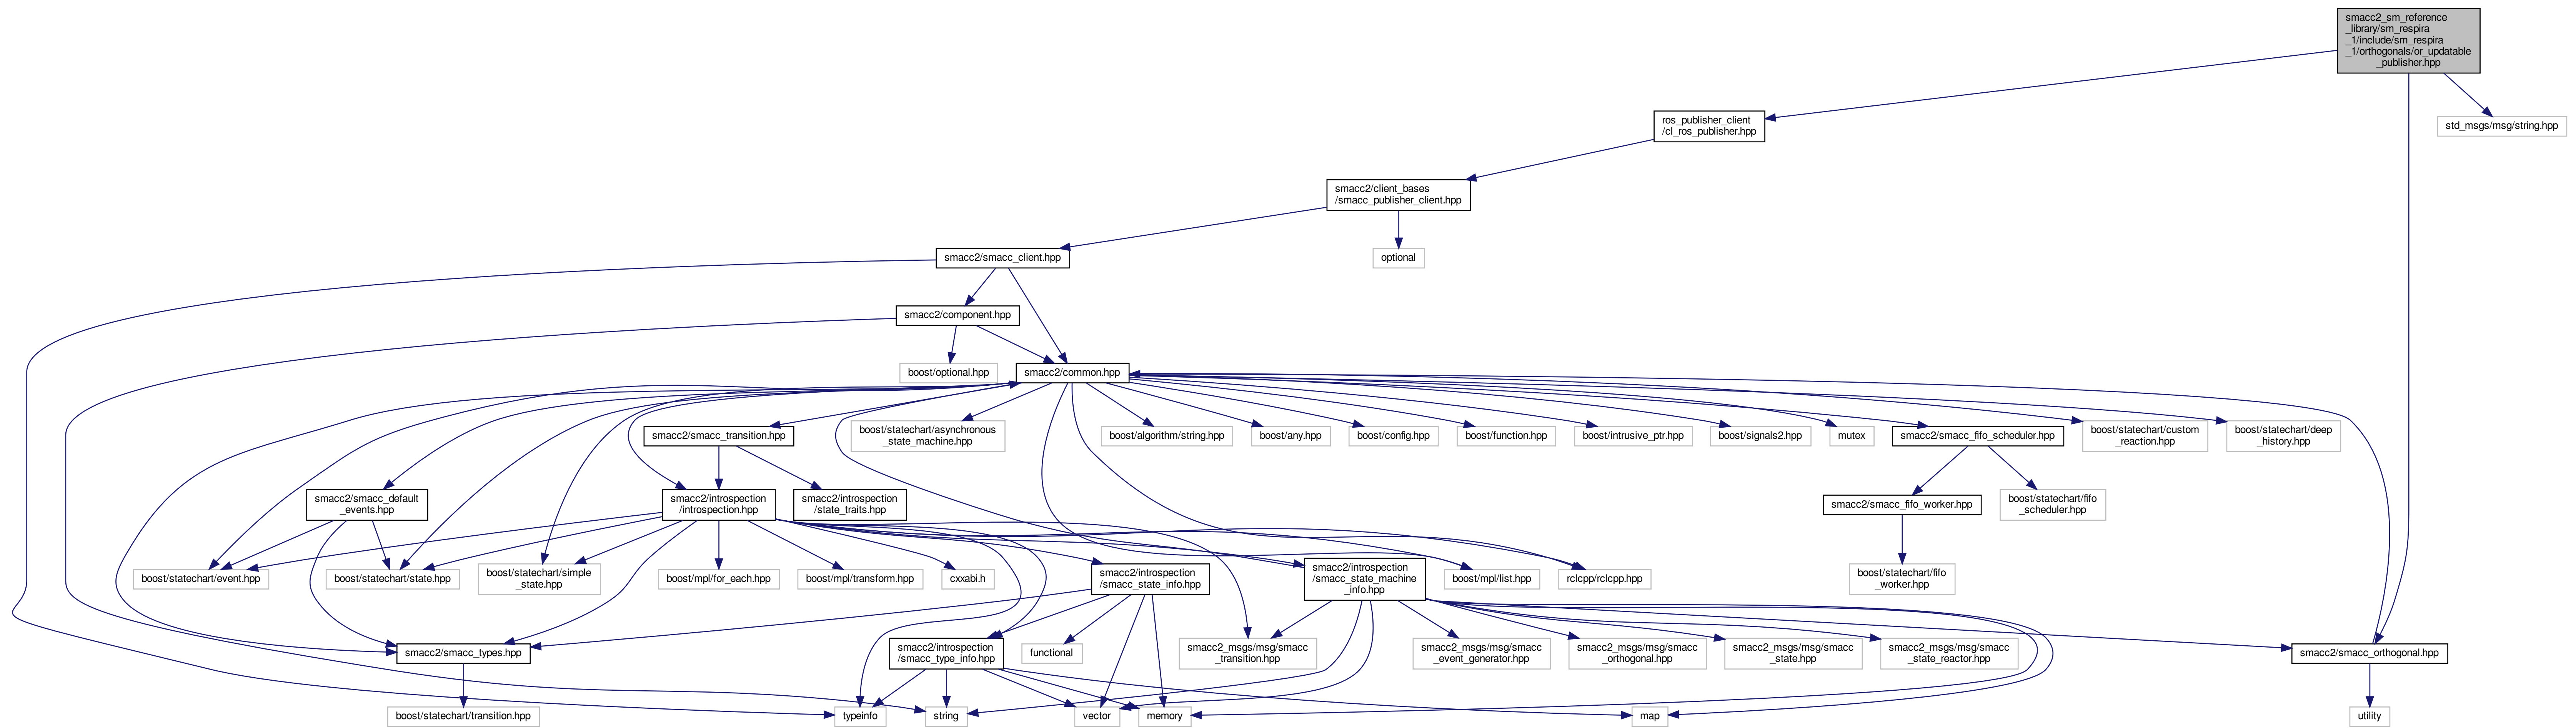 smacc2_sm_reference
_library/sm_respira
_1/include/sm_respira
_1/orthogonals/or_updatable
_publisher.hpp
ros_publisher_client
/cl_ros_publisher.hpp
std_msgs/msg/string.hpp
smacc2/client_bases
/smacc_publisher_client.hpp
smacc2/smacc_client.hpp
optional
smacc2/component.hpp
boost/optional.hpp
smacc2/common.hpp
smacc2/smacc_transition.hpp
boost/statechart/asynchronous
_state_machine.hpp
boost/algorithm/string.hpp
boost/any.hpp
boost/config.hpp
boost/function.hpp
boost/intrusive_ptr.hpp
boost/signals2.hpp
mutex
smacc2/smacc_fifo_scheduler.hpp
boost/statechart/custom
_reaction.hpp
boost/statechart/deep
_history.hpp
smacc2/smacc_default
_events.hpp
smacc2/introspection
/introspection.hpp
smacc2/introspection
/state_traits.hpp
smacc2/smacc_fifo_worker.hpp
boost/statechart/fifo
_scheduler.hpp
boost/statechart/event.hpp
boost/statechart/state.hpp
boost/statechart/simple
_state.hpp
boost/mpl/for_each.hpp
boost/mpl/transform.hpp
cxxabi.h
smacc2/introspection
/smacc_state_info.hpp
smacc2/introspection
/smacc_state_machine
_info.hpp
boost/mpl/list.hpp
rclcpp/rclcpp.hpp
boost/statechart/fifo
_worker.hpp
smacc2/smacc_types.hpp
smacc2/introspection
/smacc_type_info.hpp
functional
smacc2_msgs/msg/smacc
_transition.hpp
smacc2_msgs/msg/smacc
_event_generator.hpp
smacc2_msgs/msg/smacc
_orthogonal.hpp
smacc2_msgs/msg/smacc
_state.hpp
smacc2_msgs/msg/smacc
_state_reactor.hpp
smacc2/smacc_orthogonal.hpp
boost/statechart/transition.hpp
typeinfo
string
vector
memory
map
utility